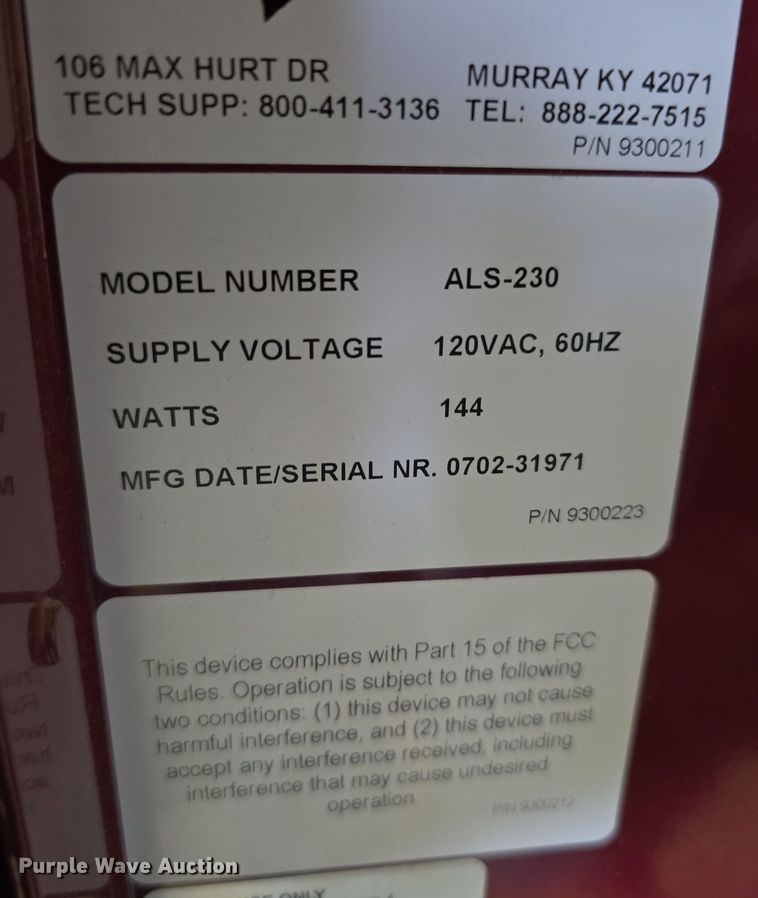 106 MAX HURT DR MURRAY KY 42071
TECH SUPP: 800-411-3136 TEL: 888-222-7515
P/N 9300211
MODEL NUMBER ALS-230
SUPPLY VOLTAGE 120VAC, 60HZ
WATTS 144
MFG DATE/SERIAL NR. 0702-31971
P/N 9300223
This device complies with Part 15 of the FCC
Rules. Operation is subject to the following
two conditions: (1) this device may not cause
harmful interference, and (2) this device must
accept any interference received, including
interference that may cause undesired
operation.
P/N 9300212
Purple Wave Auction
ONLY